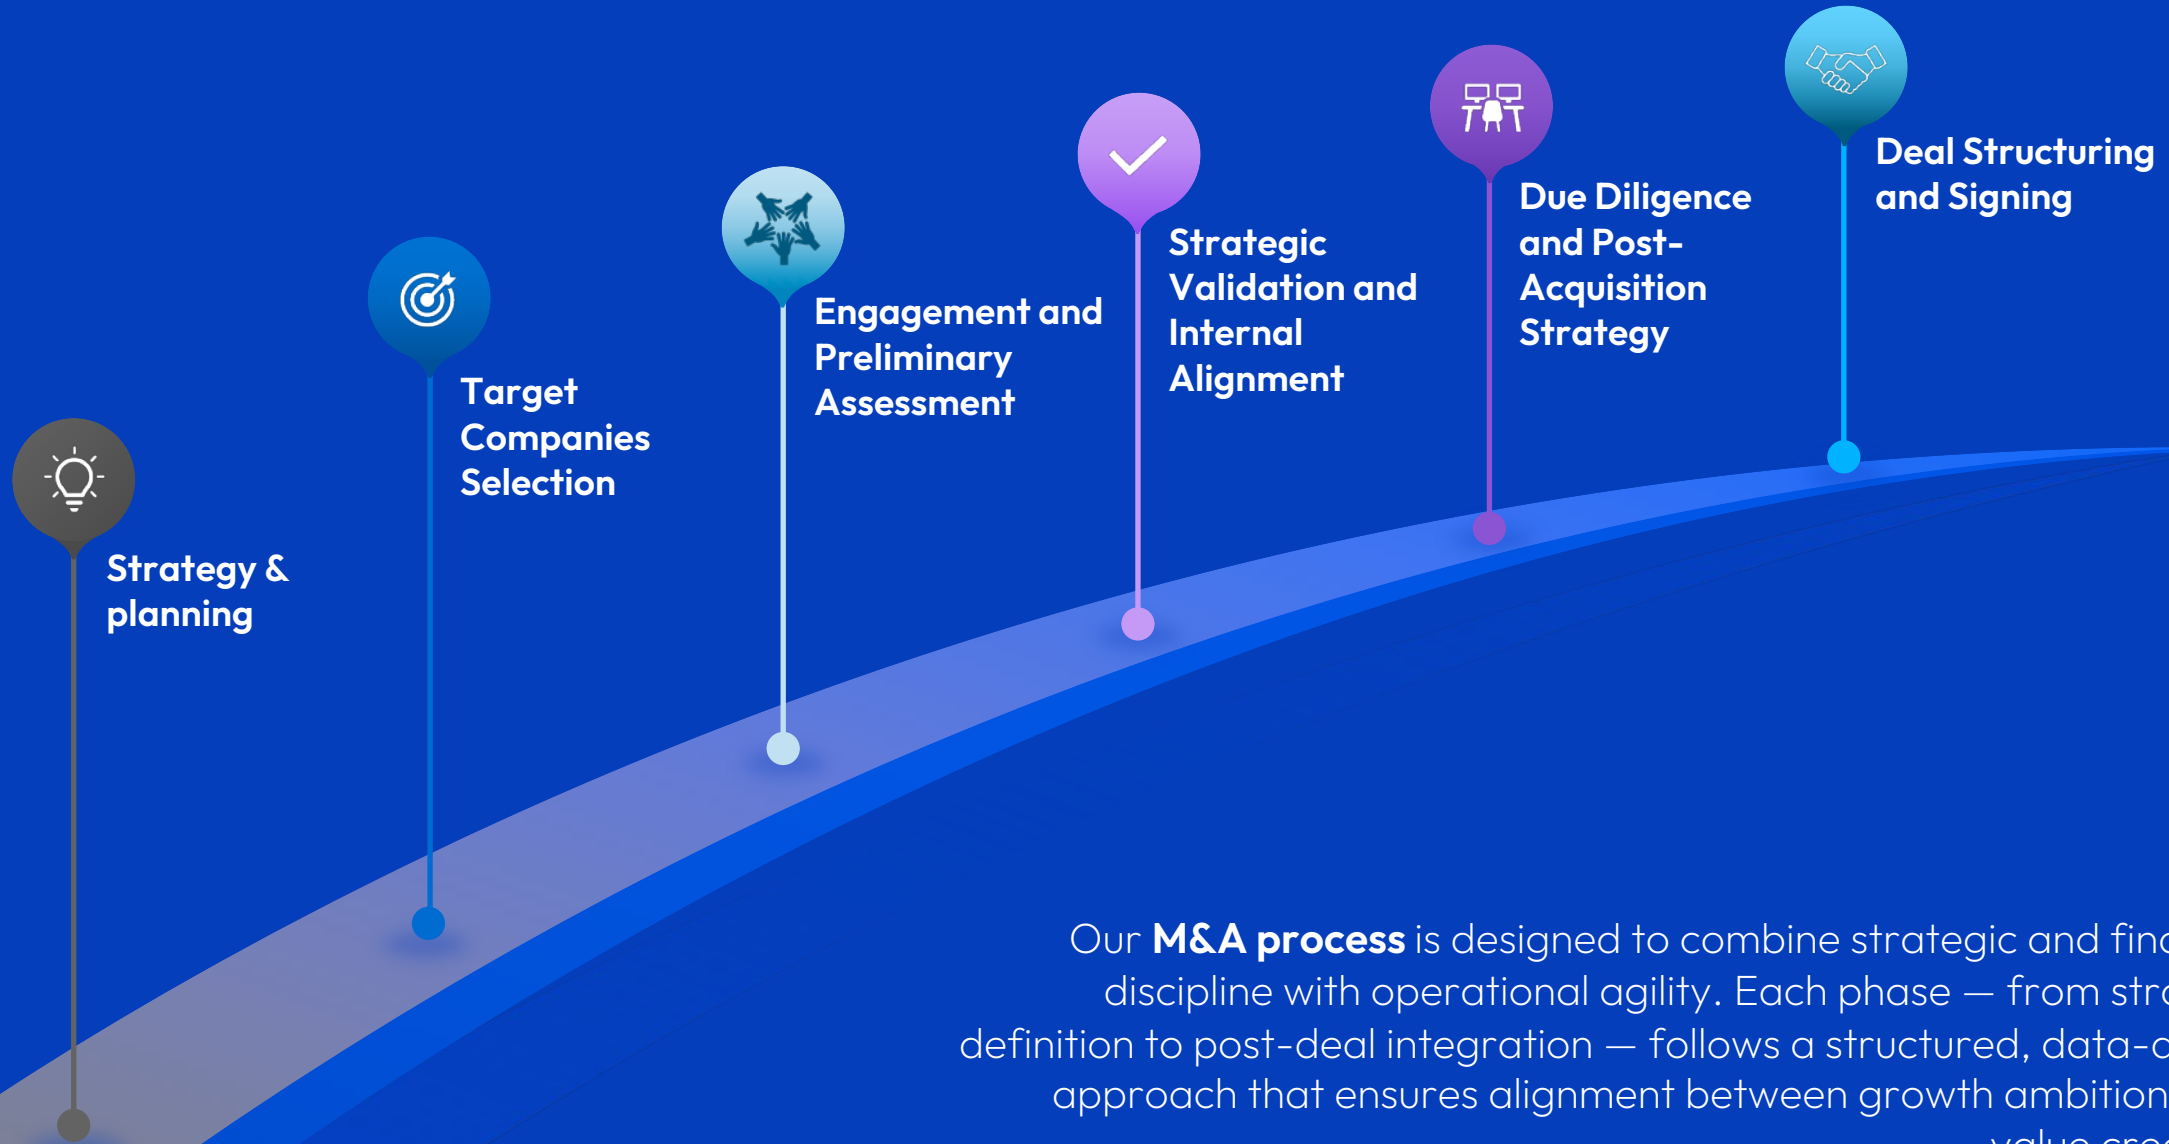 Strategy &
planning
Target
Companies
Selection
Engagement and
Preliminary
Assessment
Strategic
Validation and
Internal
Alignment
Due Diligence
and Post-
Acquisition
Strategy
Deal Structuring
and Signing
Our M&A process is designed to combine strategic and
discipline with operational agility. Each phase — from
definition to post-deal integration — follows a structured,
approach that ensures alignment between growth ambition